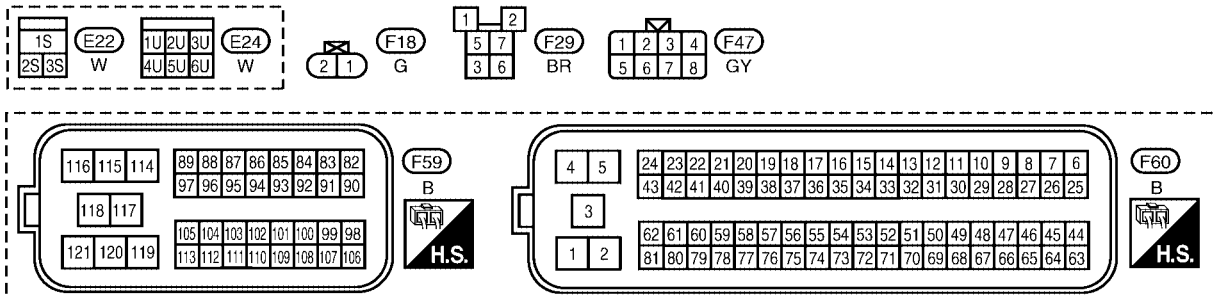 1S E22 1U 2U 3U E24 F18 1 2 F29 1 2 3 4 F47
2S 3S W 4U 5U 6U W 2 1 G 5 7 BR 5 6 7 8 GY
3 6
116 115 114 89 88 87 86 85 84 83 82 F59
97 96 95 94 93 92 91 90 B
118 117
105 104 103 102 101 100 99 98
121 120 119 113 112 111 110 109 108 107 106 H.S.
4 5 24 23 22 21 20 19 18 17 16 15 14 13 12 11 10 9 8 7 6 F60
43 42 41 40 39 38 37 36 35 34 33 32 31 30 29 28 27 26 25 B
3
62 61 60 59 58 57 56 55 54 53 52 51 50 49 48 47 46 45 44
1 2 81 80 79 78 77 76 75 74 73 72 71 70 69 68 67 66 65 64 63 H.S.